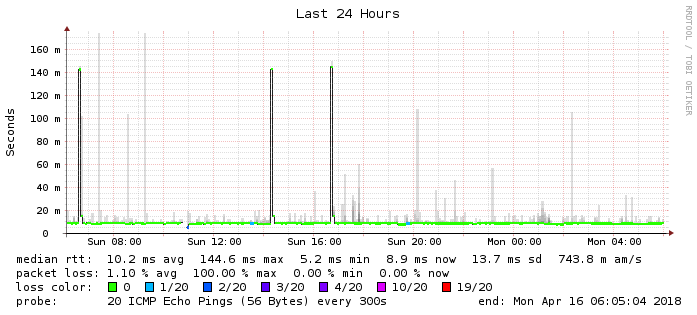 Last 24 Hours
RRDTOOL / TOBI OETIKER
Seconds
160 m
140 m
120 m
100 m
80 m
60 m
40 m
20 m
0
Sun 08:00 Sun 12:00 Sun 16:00 Sun 20:00 Mon 00:00 Mon 04:00
median rtt: 10.2 ms avg 144.6 ms max 5.2 ms min 8.9 ms now 13.7 ms sd 743.8 m am/s
packet loss: 1.10 % avg 100.00 % max 0.00 % min 0.00 % now
loss color: 0 1/20 2/20 3/20 4/20 10/20 19/20
probe: 20 ICMP Echo Pings (56 Bytes) every 300s end: Mon Apr 16 06:05:04 2018